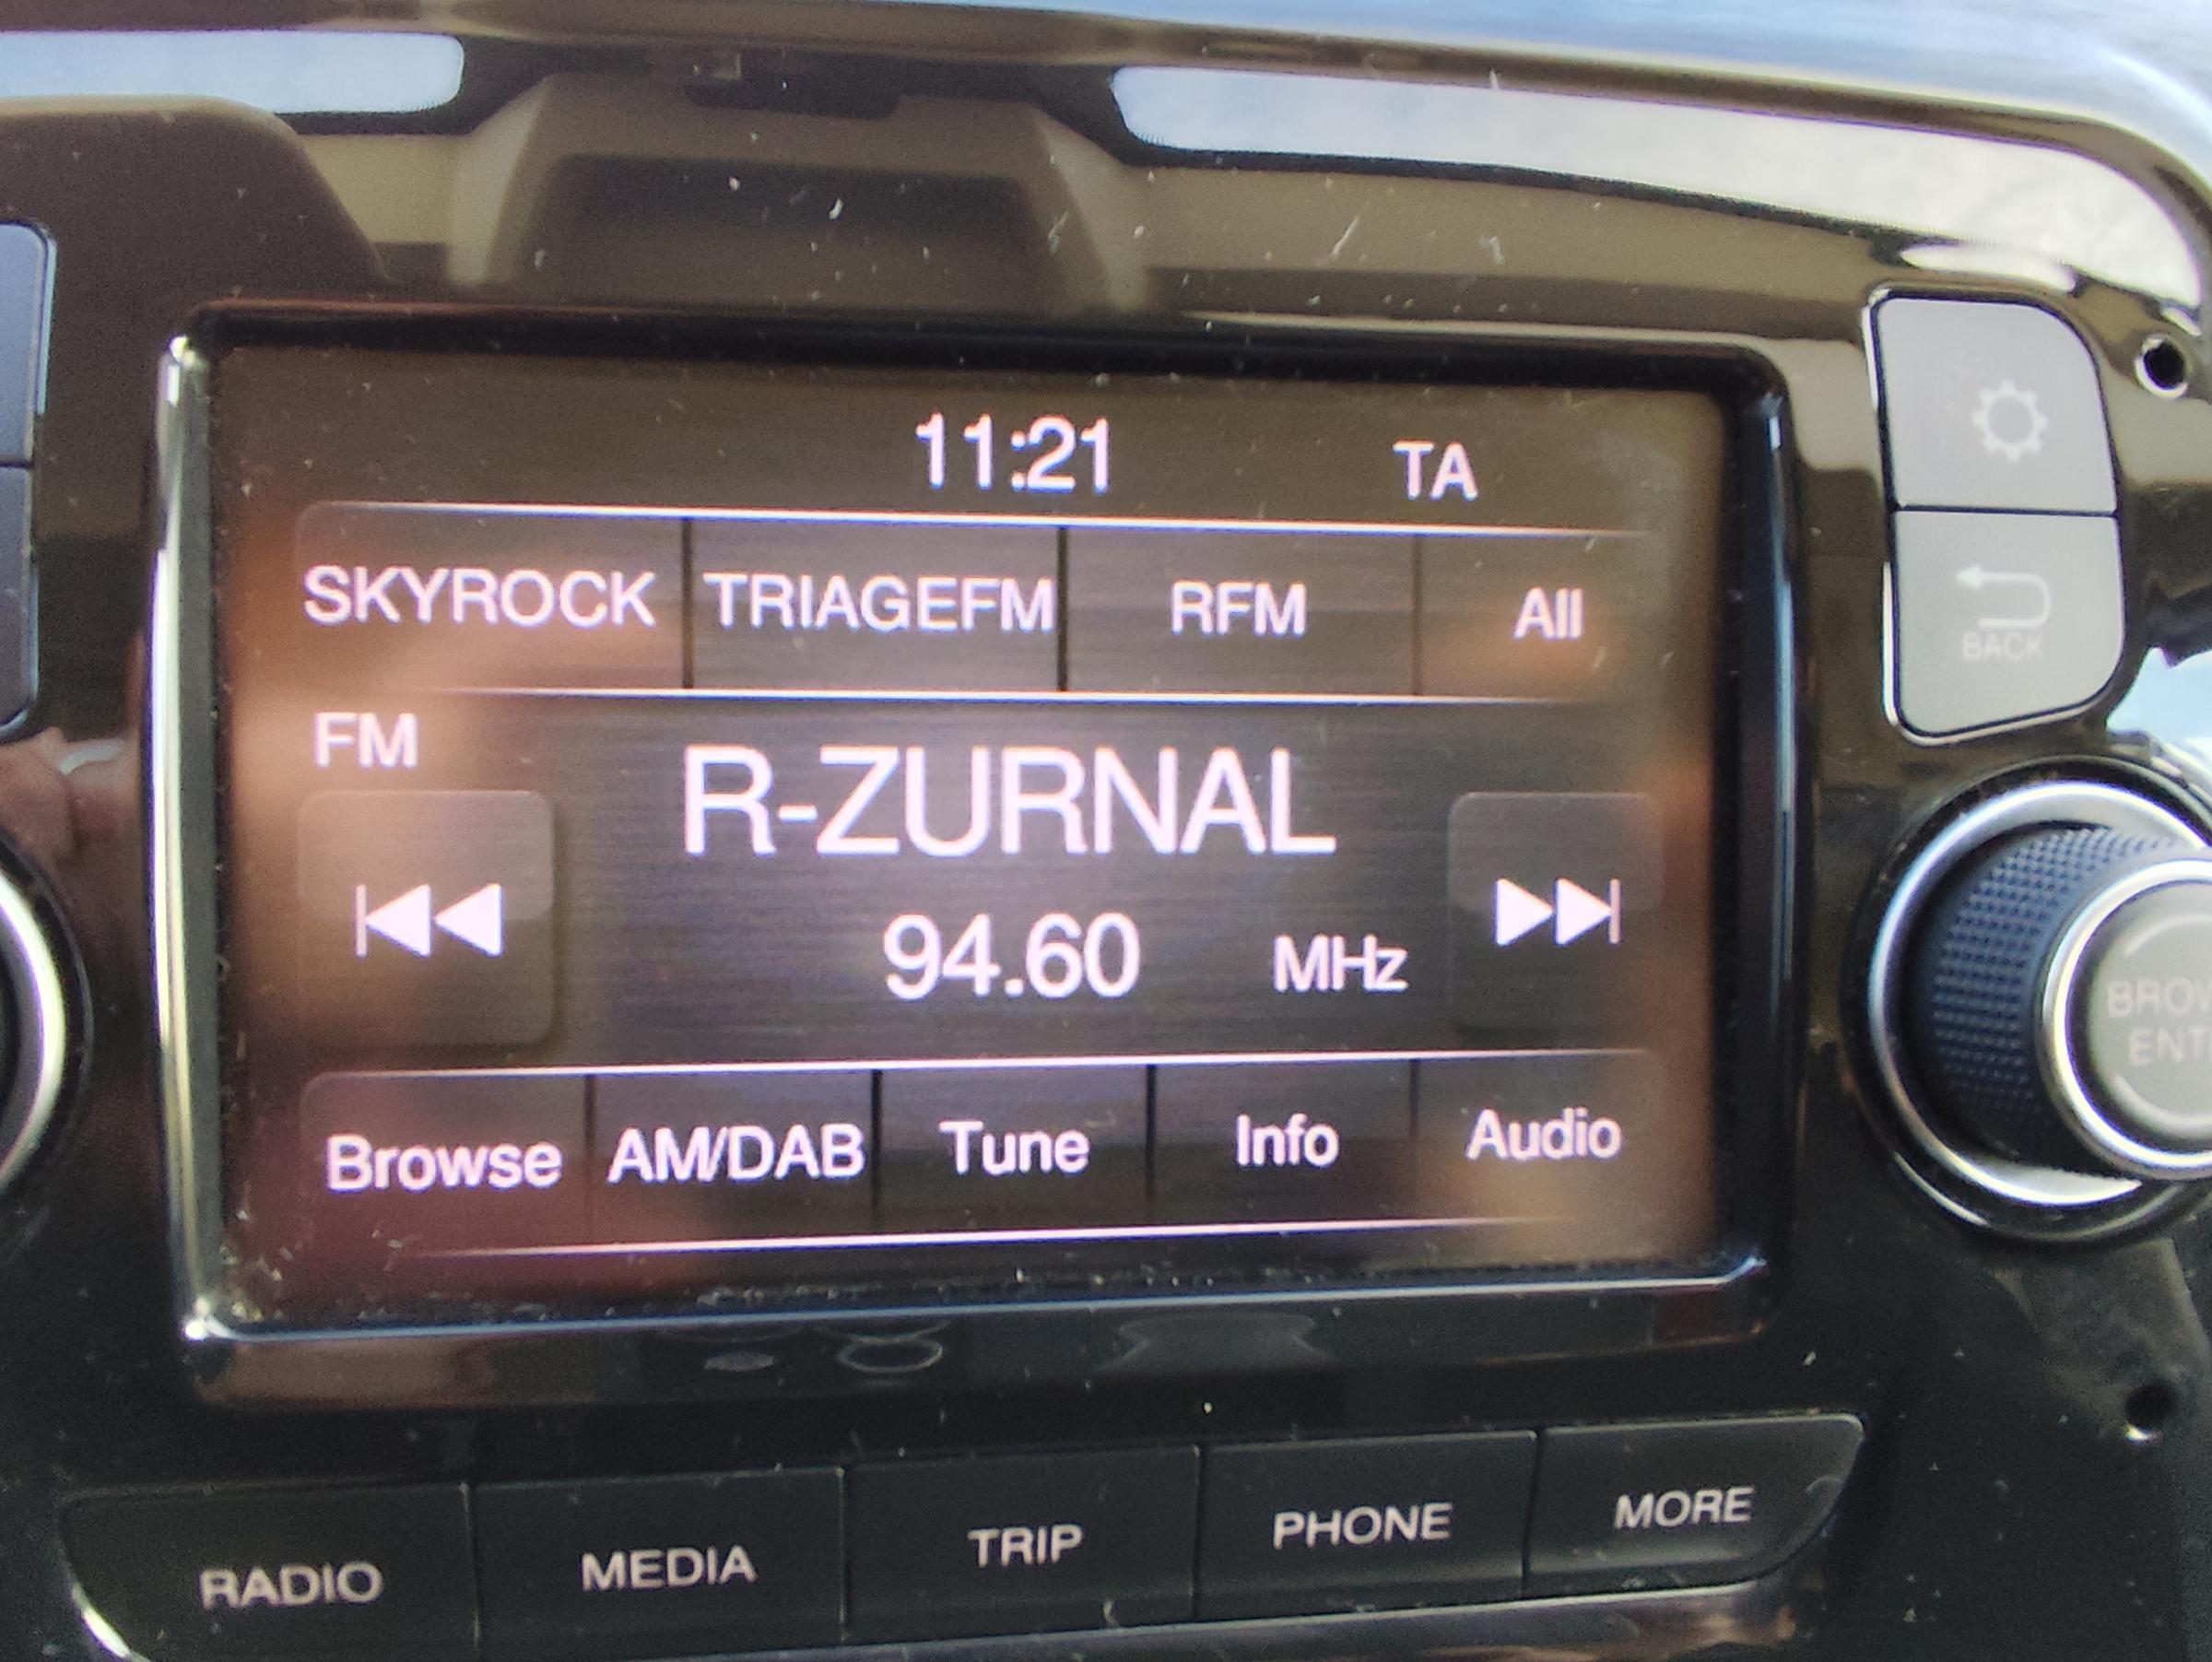 11:21 TA
SKYROCK TRIAGEFM RFM All
FM
R-ZURNAL
94.60 MHz
Browse AM/DAB Tune Info Audio
BACK
RADIO MEDIA TRIP PHONE MORE